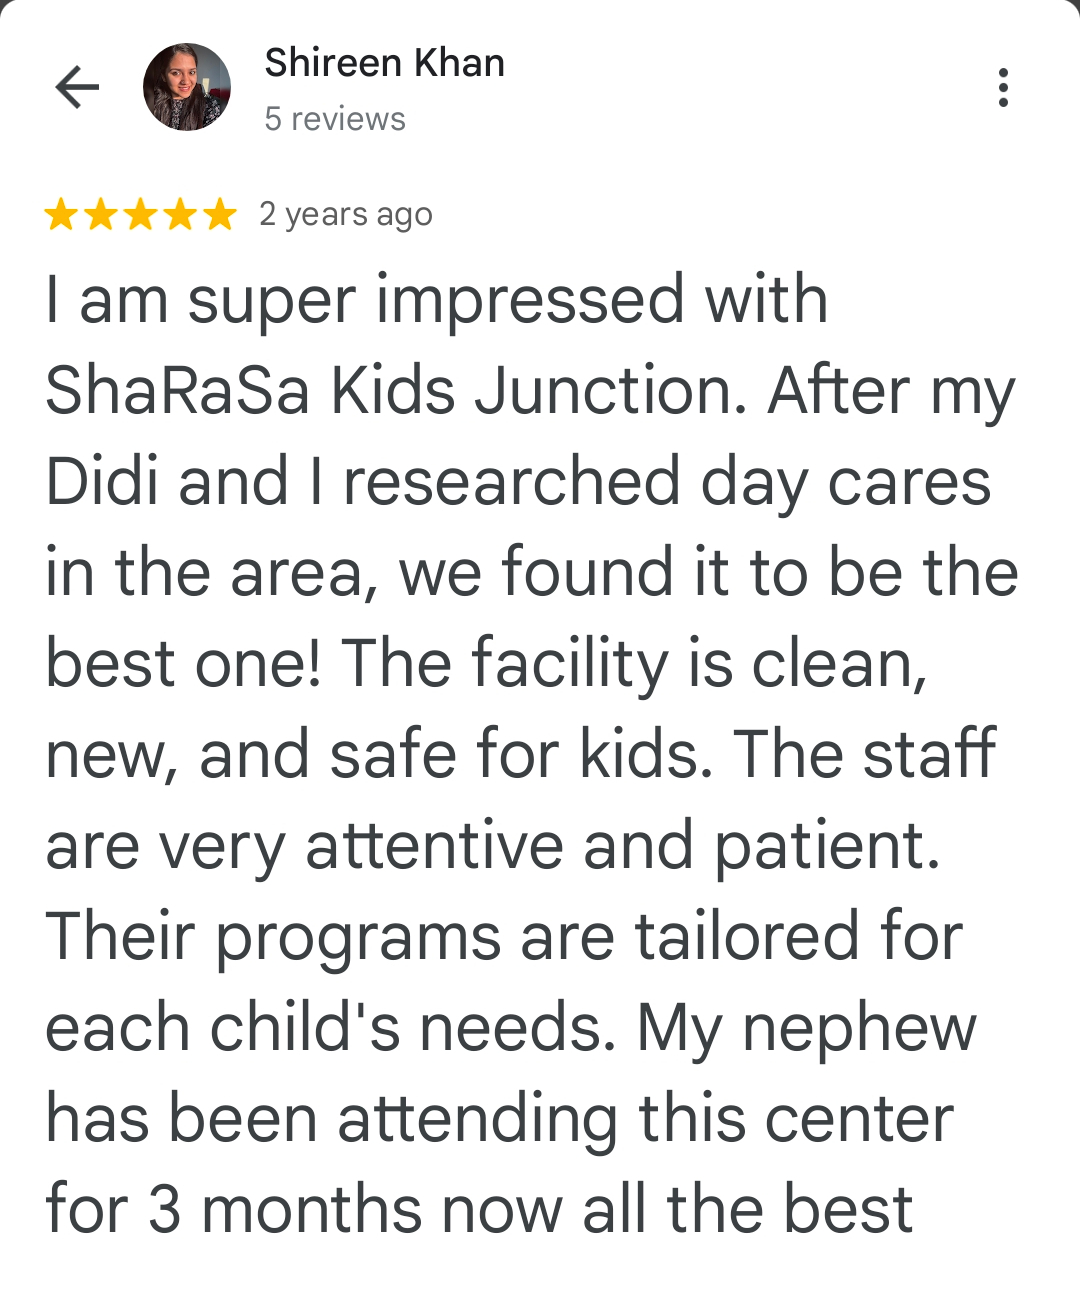 Shireen Khan
5 reviews
2 years ago
I am super impressed with
ShaRaSa Kids Junction. After my
Didi and I researched day cares
in the area, we found it to be the
best one! The facility is clean,
new, and safe for kids. The staff
are very attentive and patient.
Their programs are tailored for
each child's needs. My nephew
has been attending this center
for 3 months now all the best